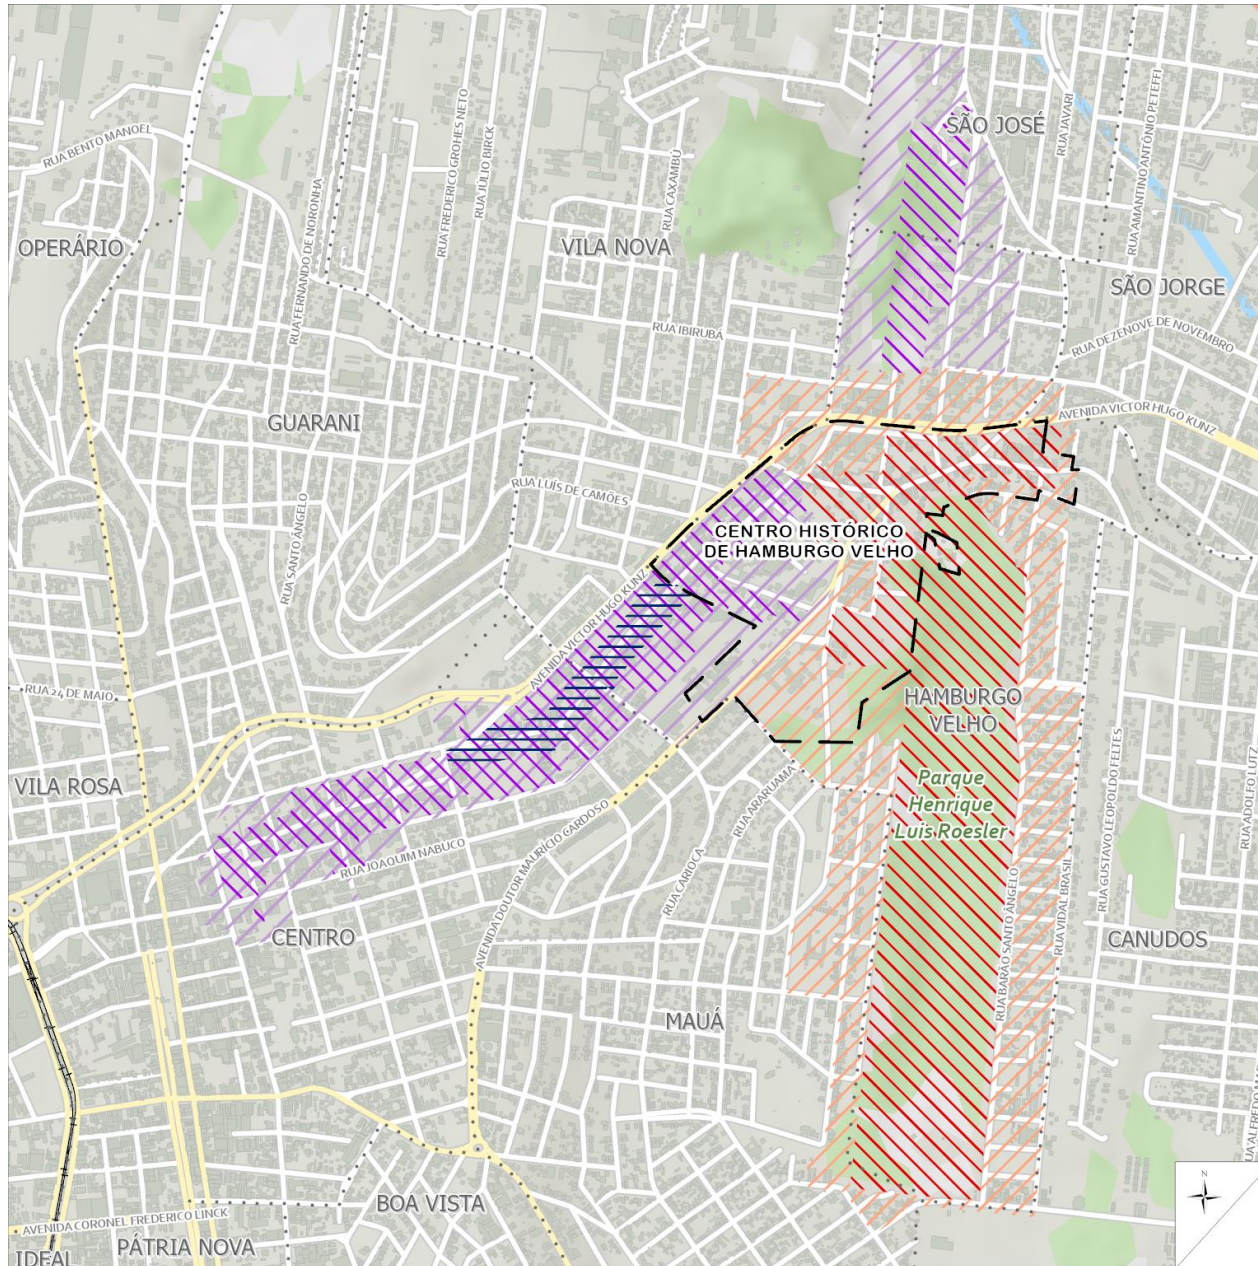 SÃO JOSÉ
RUA JAVARI
RUA AMANTINO ANTÔNIO PETEFFI
RUA BENTO MANOEL
RUA FREDERICO GROHES NETO
RUA JÚLIO BIRCK
RUA CAXAMBÚ
OPERÁRIO
VILA NOVA
RUA FERNANDO DE NORONHA
SÃO JORGE
RUA IBIRUBÁ
RUA DEZENOVE DE NOVEMBRO
GUARANI
AVENIDA VICTOR HUGO KUNZ
RUA LUÍS DE CAMÕES
RUA SANTO ÂNGELO
CENTRO HISTÓRICO
DE HAMBURGO VELHO
AVENIDA VICTOR HUGO KUNZ
RUA 24 DE MAIO
HAMBURGO
VELHO
VILA ROSA
Parque
Henrique
Luis Roesler
RUA ARARUAMA
RUA GUSTAVO LEOPOLDO FELTES
RUA ADOLFO LUTZ
RUA JOAQUIM NABUCO
AVENIDA DOUTOR MAURÍCIO CARDOSO
RUA CARIOCA
RUA BARÃO SANTO ÂNGELO
RUA VIDAL BRASIL
CENTRO
CANUDOS
MAUÁ
BOA VISTA
AVENIDA CORONEL FREDERICO LINCK
PÁTRIA NOVA
IDEAL
N